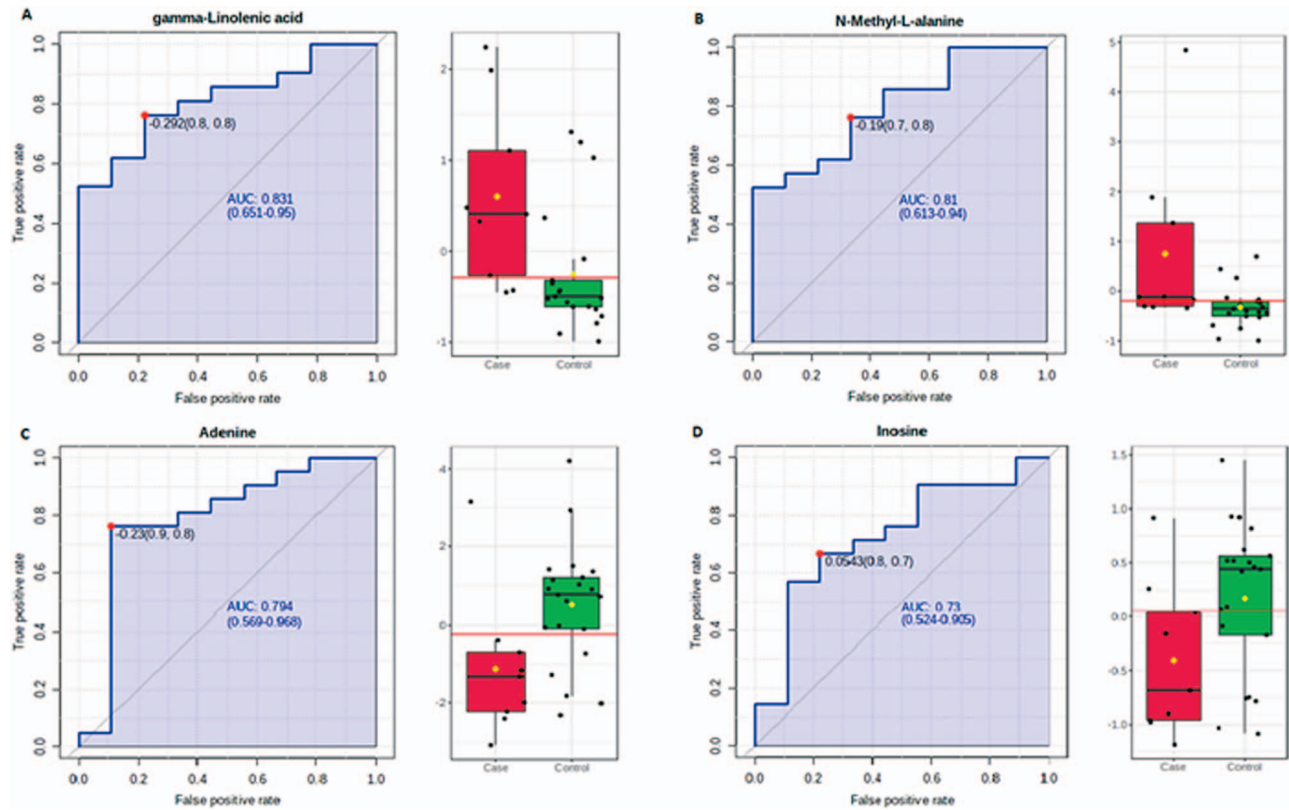 A
gamma-Linolenic acid
1.0
0.8
0.6
0.4
0.2
0.0
True positive rate
-0.292(0.8, 0.8)
AUC: 0.831
(0.651-0.95)
0.0 0.2 0.4 0.6 0.8 1.0
False positive rate
2
1
0
-1
Case Control
B
N-Methyl-L-alanine
1.0
0.8
0.6
0.4
0.2
0.0
True positive rate
-0.19(0.7, 0.8)
AUC: 0.81
(0.613-0.94)
0.0 0.2 0.4 0.6 0.8 1.0
False positive rate
5
4
3
2
1
0
-1
Case Control
C
Adenine
1.0
0.8
0.6
0.4
0.2
0.0
True positive rate
-0.23(0.9, 0.8)
AUC: 0.794
(0.569-0.968)
0.0 0.2 0.4 0.6 0.8 1.0
False positive rate
4
2
0
-2
Case Control
D
Inosine
1.0
0.8
0.6
0.4
0.2
0.0
True positive rate
0.0543(0.8, 0.7)
AUC: 0.73
(0.524-0.905)
0.0 0.2 0.4 0.6 0.8 1.0
False positive rate
1.5
1.0
0.5
0.0
-0.5
-1.0
Case Control